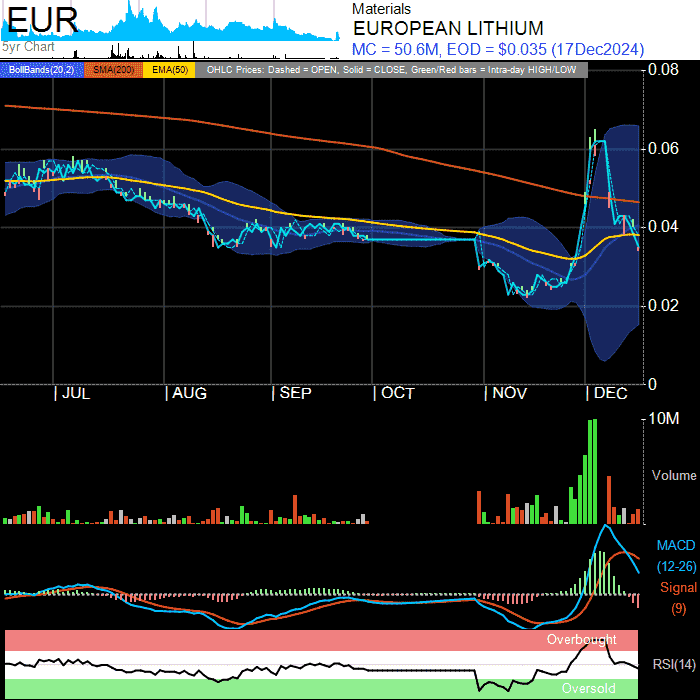 EUR
5yr Chart
Materials
EUROPEAN LITHIUM
MC = 50.6M, EOD = $0.035 (17Dec2024)
BollBands(20,2) SMA(200) EMA(50) OHLC Prices: Dashed = OPEN, Solid = CLOSE, Green/Red bars = Intra-day HIGH/LOW
0.08
0.06
0.04
0.02
0
| JUL | AUG | SEP | OCT | NOV | DEC
10M
Volume
MACD
(12-26)
Signal
(9)
Overbought
RSI(14)
Oversold